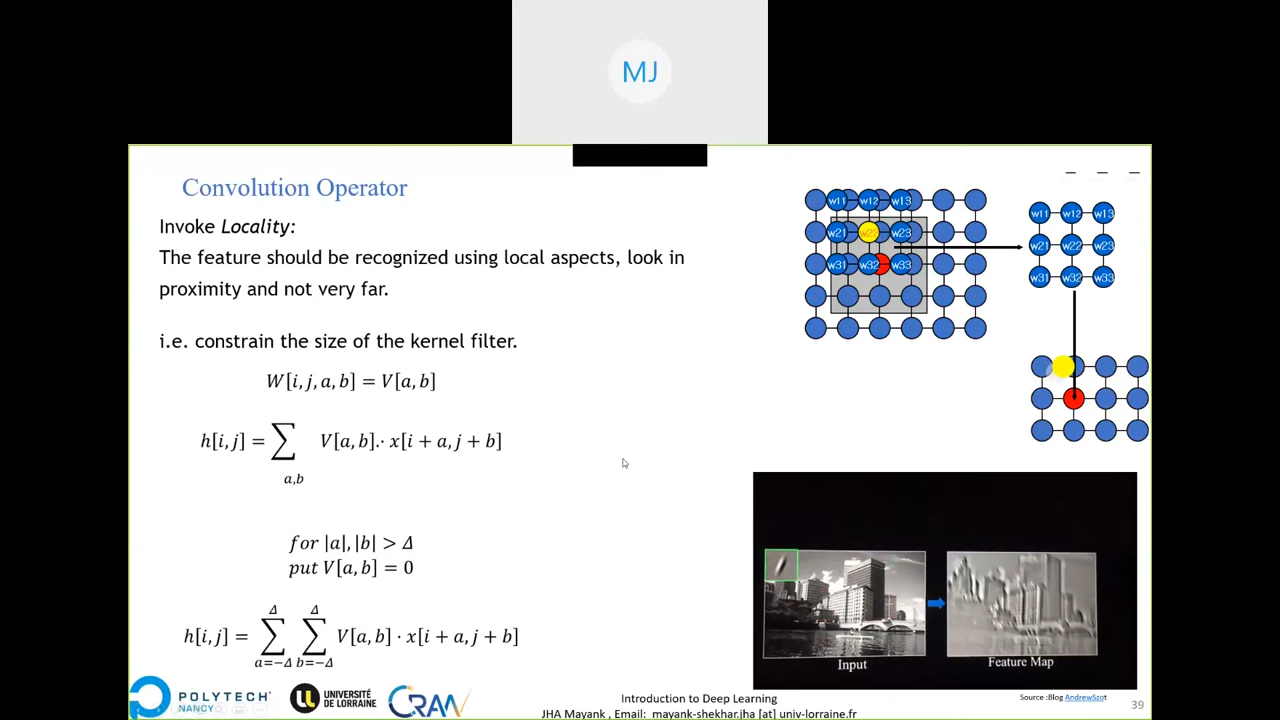 MJ
Convolution Operator
Invoke Locality:
The feature should be recognized using local aspects, look in
proximity and not very far.
i.e. constrain the size of the kernel filter.
W[i, j, a, b] = V[a, b]
h[i, j] = ∑ V[a, b].· x[i + a, j + b]
a,b
for |a|, |b| > Δ
put V[a, b] = 0
Δ Δ
h[i, j] = ∑ ∑ V[a, b] · x[i + a, j + b]
a=−Δ b=−Δ
w11 w12 w13
w21 w22 w23
w31 w32 w33
w11 w12 w13
w21 w22 w23
w31 w32 w33
Input
Feature Map
POLYTECH
NANCY
UNIVERSITÉ
DE LORRAINE
CRAN
Introduction to Deep Learning
JHA Mayank , Email: mayank-shekhar.jha [at] univ-lorraine.fr
Source :Blog AndrewSzot
39